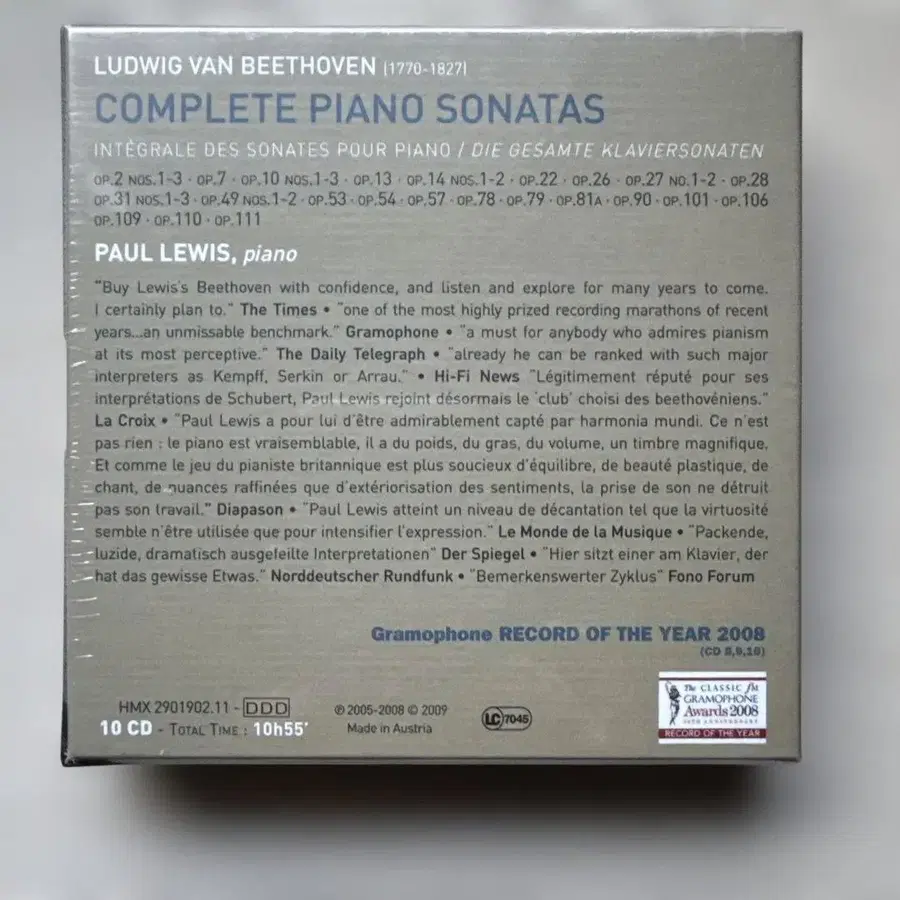 LUDWIG VAN BEETHOVEN (1770-1827)
COMPLETE PIANO SONATAS
INTÉGRALE DES SONATES POUR PIANO / DIE GESAMTE KLAVIERSONATEN
OP.2 NOS.1-3 · OP.7 · OP.10 NOS.1-3 · OP.13 · OP.14 NOS.1-2 · OP.22 · OP.26 · OP.27 NO.1-2 · OP.28
OP.31 NOS.1-3 · OP.49 NOS.1-2 · OP.53 · OP.54 · OP.57 · OP.78 · OP.79 · OP.81A · OP.90 · OP.101 · OP.106
OP.109 · OP.110 · OP.111
PAUL LEWIS, piano
"Buy Lewis's Beethoven with confidence, and listen and explore for many years to come.
I certainly plan to." The Times • "one of the most highly prized recording marathons of recent
years...an unmissable benchmark." Gramophone • "a must for anybody who admires pianism
at its most perceptive." The Daily Telegraph • "already he can be ranked with such major
interpreters as Kempff, Serkin or Arrau." • Hi-Fi News "Légitimement réputé pour ses
interprétations de Schubert, Paul Lewis rejoint désormais le 'club' choisi des beethovéniens."
La Croix • "Paul Lewis a pour lui d'être admirablement capté par harmonia mundi. Ce n'est
pas rien : le piano est vraisemblable, il a du poids, du gras, du volume, un timbre magnifique.
Et comme le jeu du pianiste britannique est plus soucieux d'équilibre, de beauté plastique, de
chant, de nuances raffinées que d'extériorisation des sentiments, la prise de son ne détruit
pas son travail." Diapason • "Paul Lewis atteint un niveau de décantation tel que la virtuosité
semble n'être utilisée que pour intensifier l'expression." Le Monde de la Musique • "Packende,
luzide, dramatisch ausgefeilte Interpretationen" Der Spiegel • "Hier sitzt einer am Klavier, der
hat das gewisse Etwas." Norddeutscher Rundfunk • "Bemerkenswerter Zyklus" Fono Forum
Gramophone RECORD OF THE YEAR 2008
(CD 8,9,10)
HMX 2901902.11 - DDD
10 CD - TOTAL TIME : 10h55'
℗ 2005-2008 © 2009
Made in Austria
LC 7045
The CLASSIC fM
GRAMOPHONE
Awards 2008
RECORD OF THE YEAR